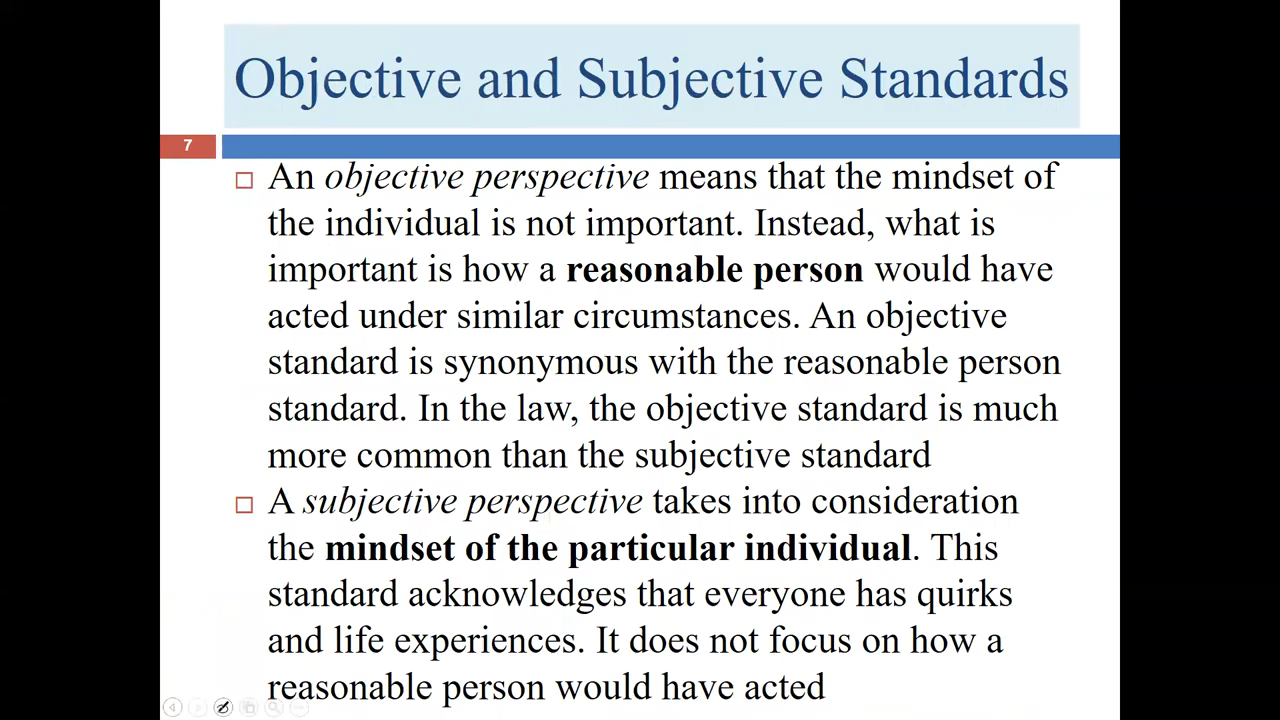 Objective and Subjective Standards
7
An objective perspective means that the mindset of
the individual is not important. Instead, what is
important is how a reasonable person would have
acted under similar circumstances. An objective
standard is synonymous with the reasonable person
standard. In the law, the objective standard is much
more common than the subjective standard
A subjective perspective takes into consideration
the mindset of the particular individual. This
standard acknowledges that everyone has quirks
and life experiences. It does not focus on how a
reasonable person would have acted